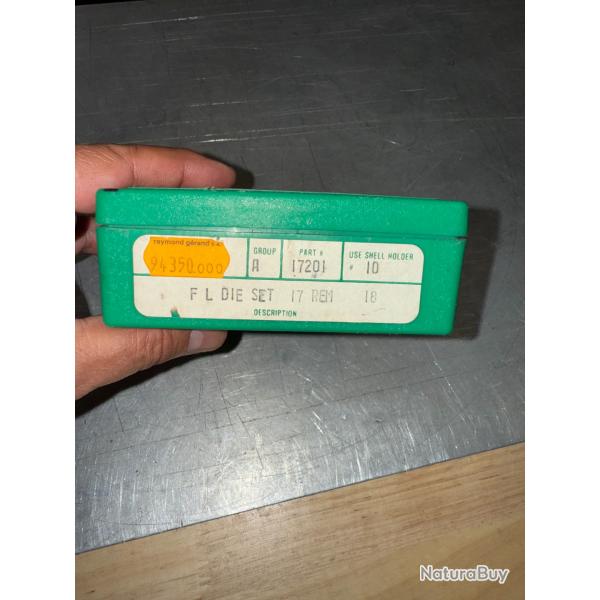 raymond gérand s.a.
94350.000
GROUP
A
PART #
17201
USE SHELL HOLDER
# 10
F L DIE SET 17 REM 18
DESCRIPTION
NaturaBuy